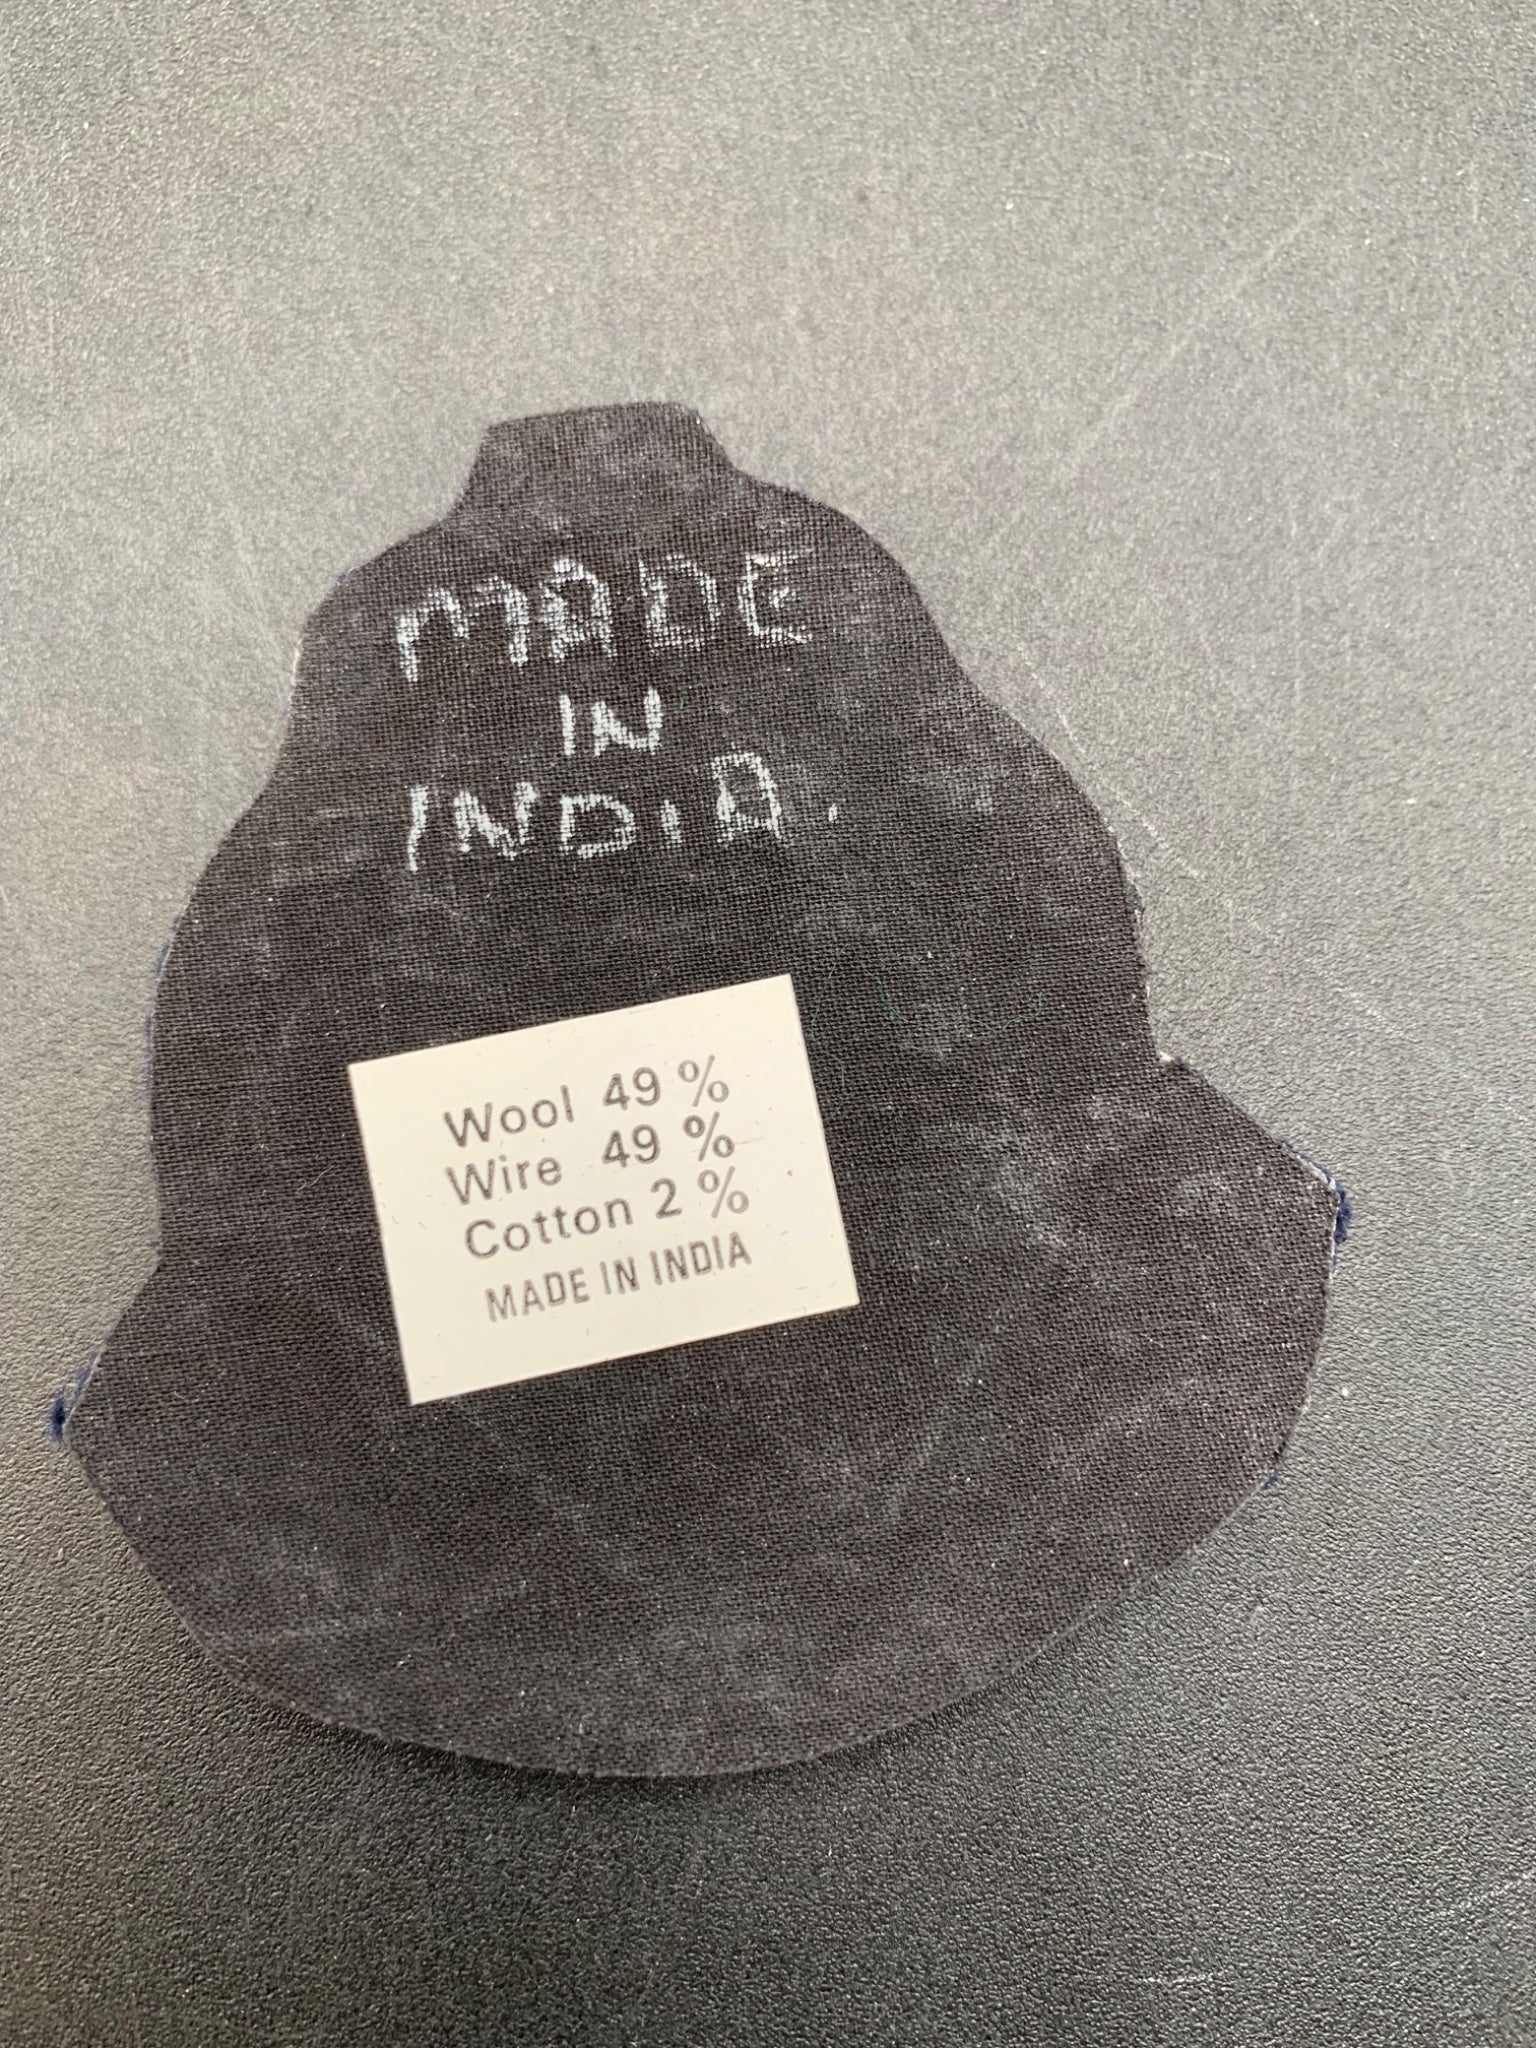 MADE
IN
INDiA.
Wool 49 %
Wire 49 %
Cotton 2 %
MADE IN INDIA